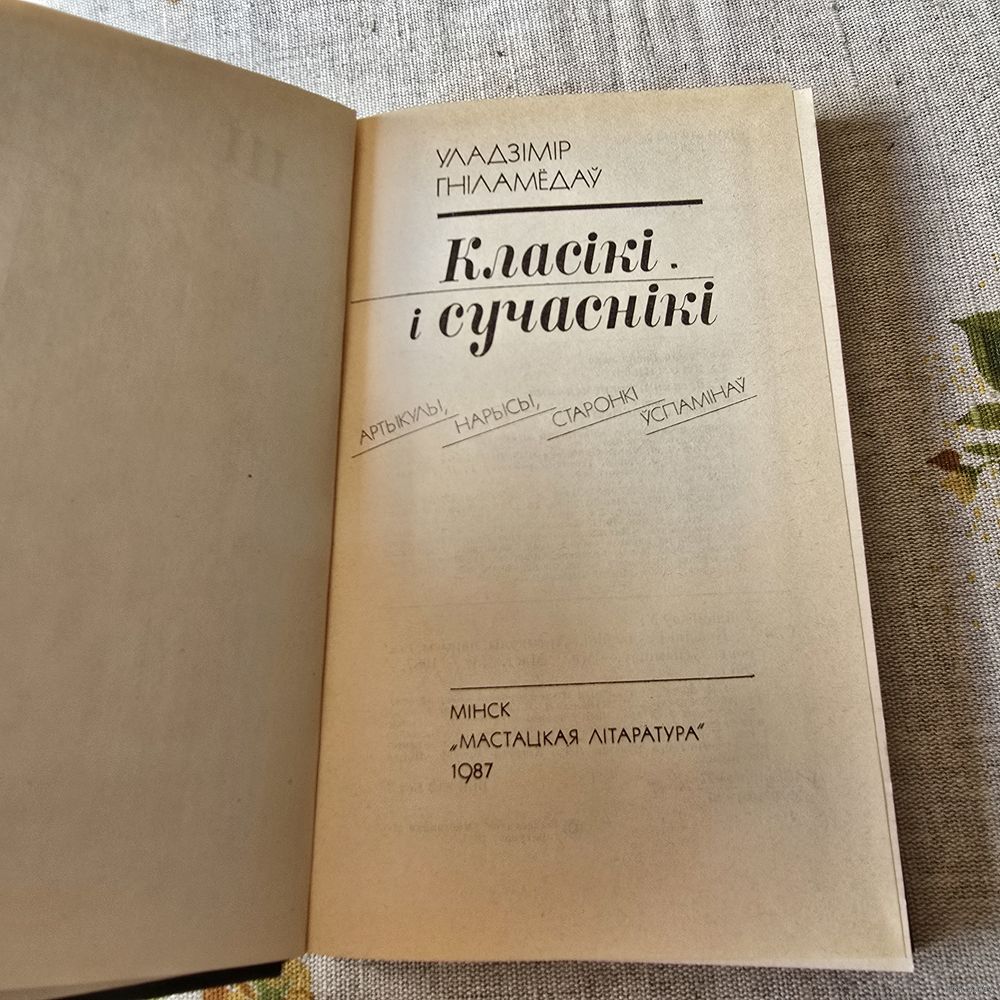 УЛАДЗІМІР
ГНІЛАМЁДАЎ
Класікі
і сучаснікі
АРТЫКУЛЫ,
НАРЫСЫ,
СТАРОНКІ
ЎСПАМІНАЎ
МІНСК
„МАСТАЦКАЯ ЛІТАРАТУРА“
1987